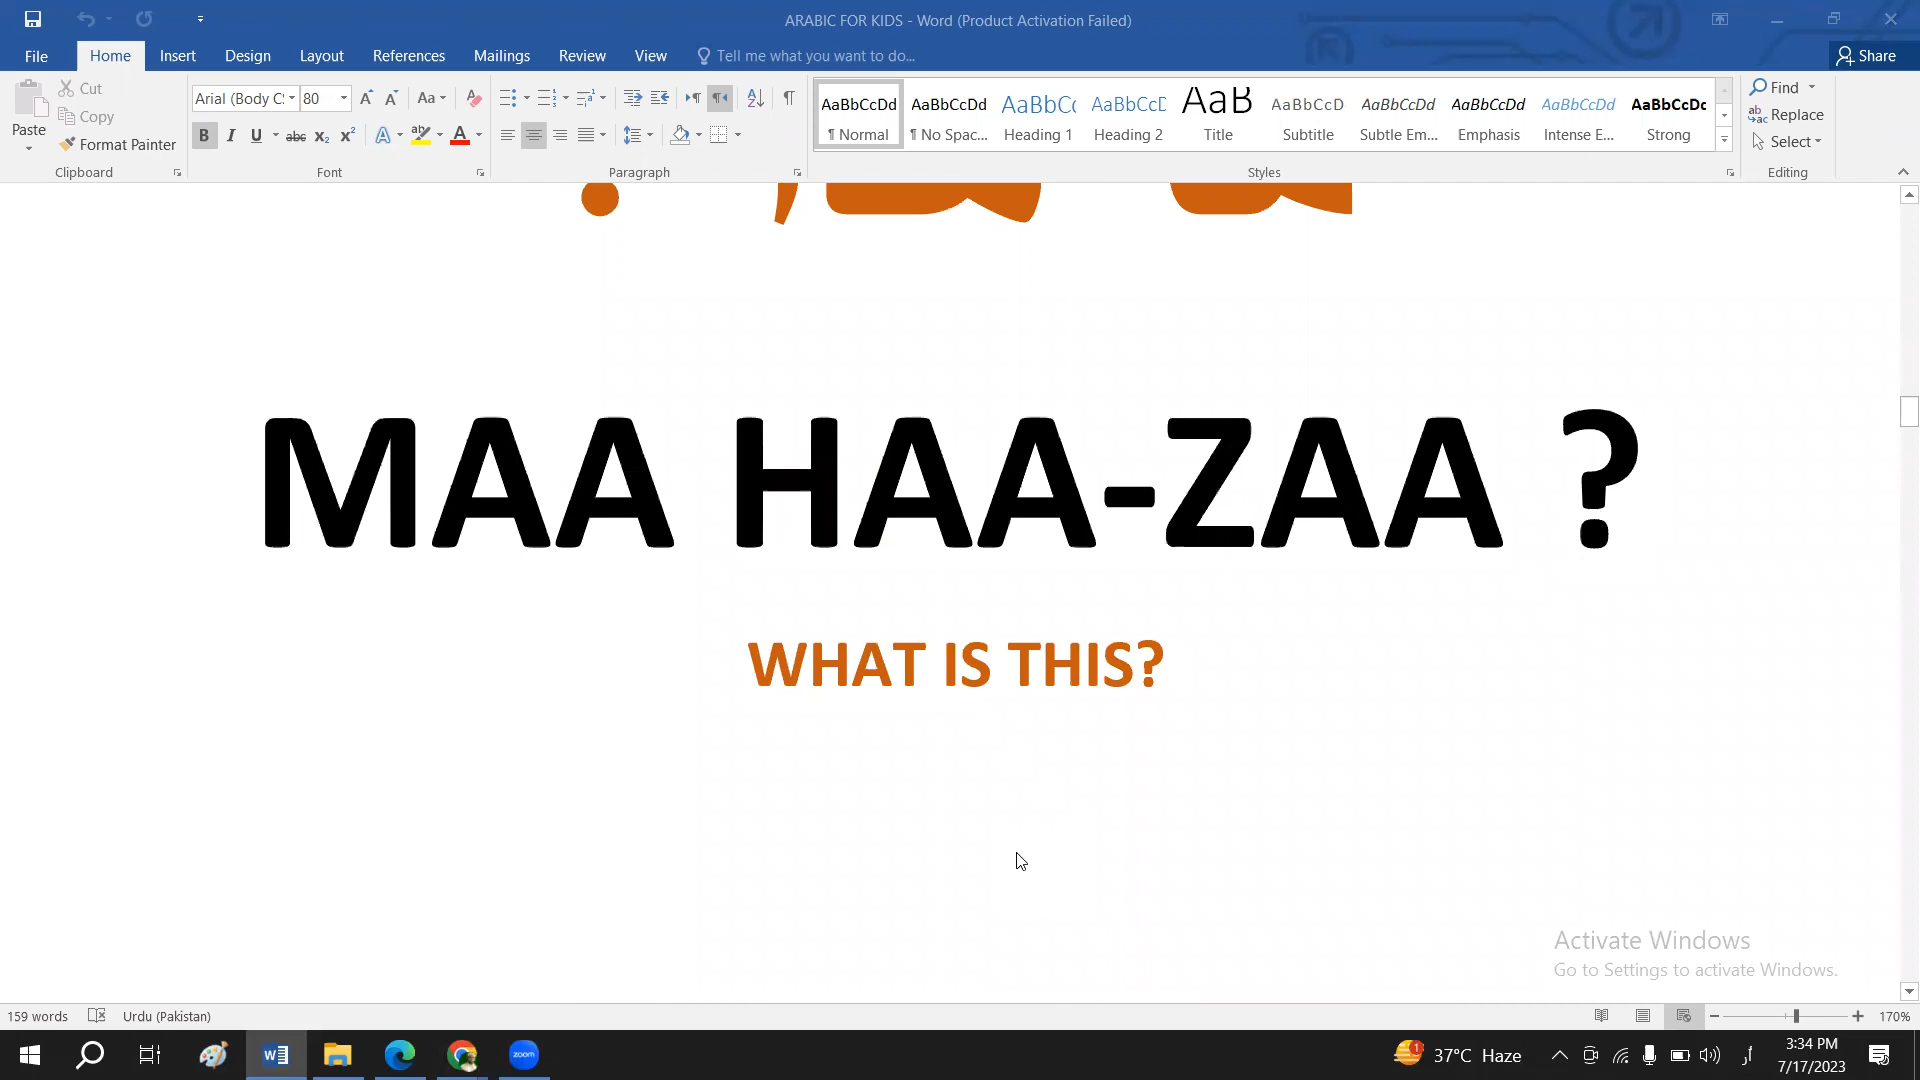 ARABIC FOR KIDS - Word (Product Activation Failed)
File Home Insert Design Layout References Mailings Review View Tell me what you want to do... Share
Paste Cut Copy Format Painter Clipboard
Arial (Body C 80 Font
Paragraph
AaBbCcDd AaBbCcDd AaBbC AaBbCcD AaB AaBbCcD AaBbCcDd AaBbCcDd AaBbCcDd AaBbCcDc
¶ Normal ¶ No Spac... Heading 1 Heading 2 Title Subtitle Subtle Em... Emphasis Intense E... Strong
Styles
Find Replace Select Editing
MAA HAA-ZAA ?
WHAT IS THIS?
Activate Windows
Go to Settings to activate Windows.
159 words Urdu (Pakistan) 170%
zoom 37°C Haze 3:34 PM
7/17/2023